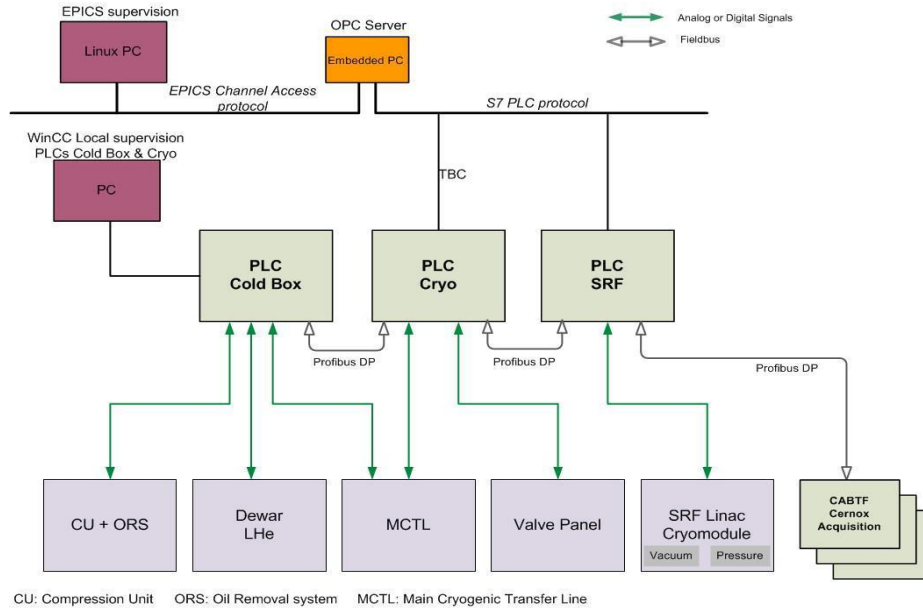 EPICS supervision
Linux PC
OPC Server
Embedded PC
Analog or Digital Signals
Fieldbus
EPICS Channel Access
protocol
S7 PLC protocol
WinCC Local supervision
PLCs Cold Box & Cryo
PC
TBC
PLC
Cold Box
PLC
Cryo
PLC
SRF
Profibus DP
Profibus DP
Profibus DP
CU + ORS
Dewar
LHe
MCTL
Valve Panel
SRF Linac
Cryomodule
Vacuum
Pressure
CABTF
Cernox
Acquisition
CU: Compression Unit ORS: Oil Removal system MCTL: Main Cryogenic Transfer Line